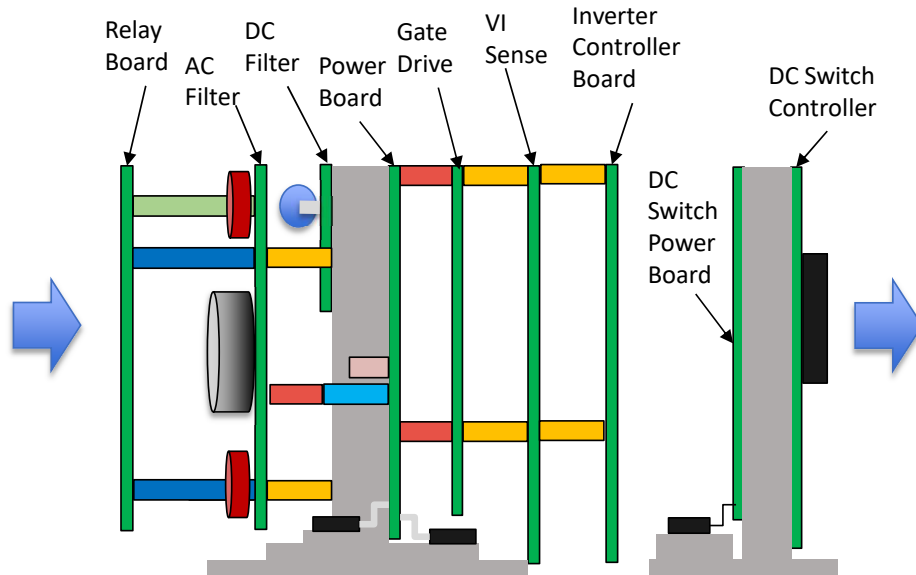 Relay
Board
AC
Filter
DC
Filter
Power
Board
Gate
Drive
VI
Sense
Inverter
Controller
Board
DC Switch
Controller
DC
Switch
Power
Board